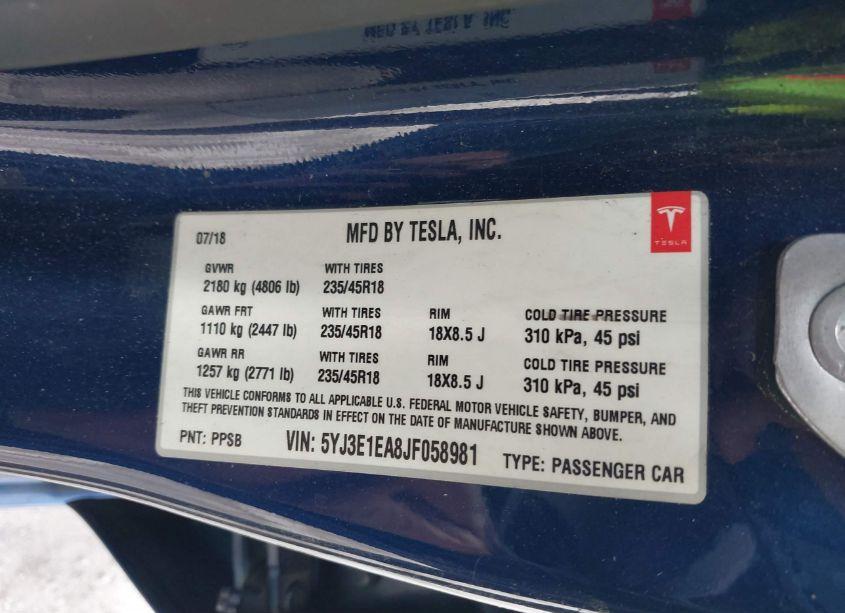 07/18 MFD BY TESLA, INC.
TESLA
GVWR WITH TIRES
2180 kg (4806 lb) 235/45R18
GAWR FRT WITH TIRES RIM COLD TIRE PRESSURE
1110 kg (2447 lb) 235/45R18 18X8.5 J 310 kPa, 45 psi
GAWR RR WITH TIRES RIM COLD TIRE PRESSURE
1257 kg (2771 lb) 235/45R18 18X8.5 J 310 kPa, 45 psi
THIS VEHICLE CONFORMS TO ALL APPLICABLE U.S. FEDERAL MOTOR VEHICLE SAFETY, BUMPER, AND
THEFT PREVENTION STANDARDS IN EFFECT ON THE DATE OF MANUFACTURE SHOWN ABOVE.
PNT: PPSB VIN: 5YJ3E1EA8JF058981 TYPE: PASSENGER CAR